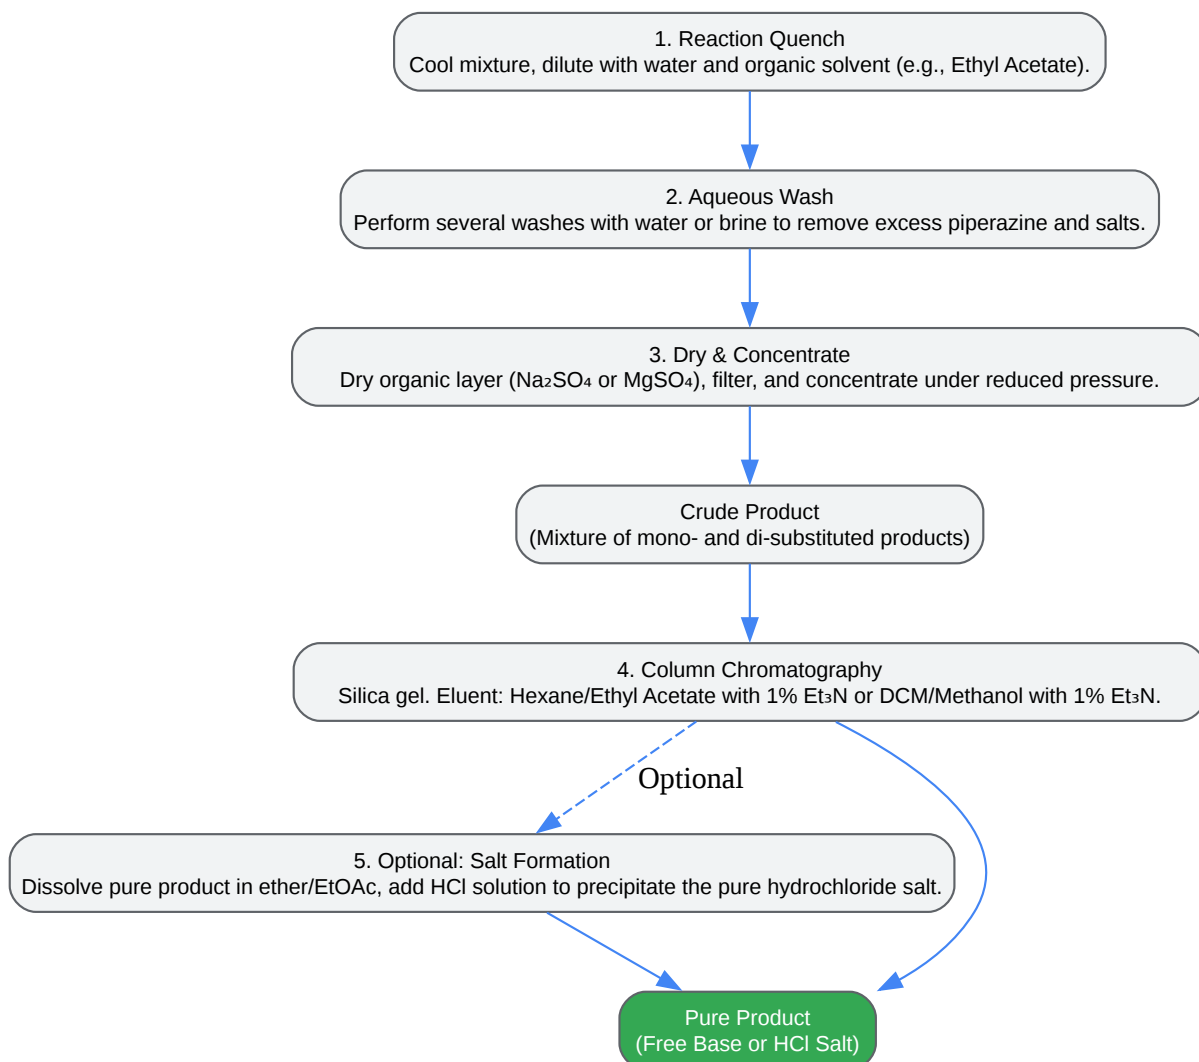 1. Reaction Quench
Cool mixture, dilute with water and organic solvent (e.g., Ethyl Acetate).
2. Aqueous Wash
Perform several washes with water or brine to remove excess piperazine and salts.
3. Dry & Concentrate
Dry organic layer (Na₂SO₄ or MgSO₄), filter, and concentrate under reduced pressure.
Crude Product
(Mixture of mono- and di-substituted products)
4. Column Chromatography
Silica gel. Eluent: Hexane/Ethyl Acetate with 1% Et₃N or DCM/Methanol with 1% Et₃N.
Optional
5. Optional: Salt Formation
Dissolve pure product in ether/EtOAc, add HCl solution to precipitate the pure hydrochloride salt.
Pure Product
(Free Base or HCl Salt)